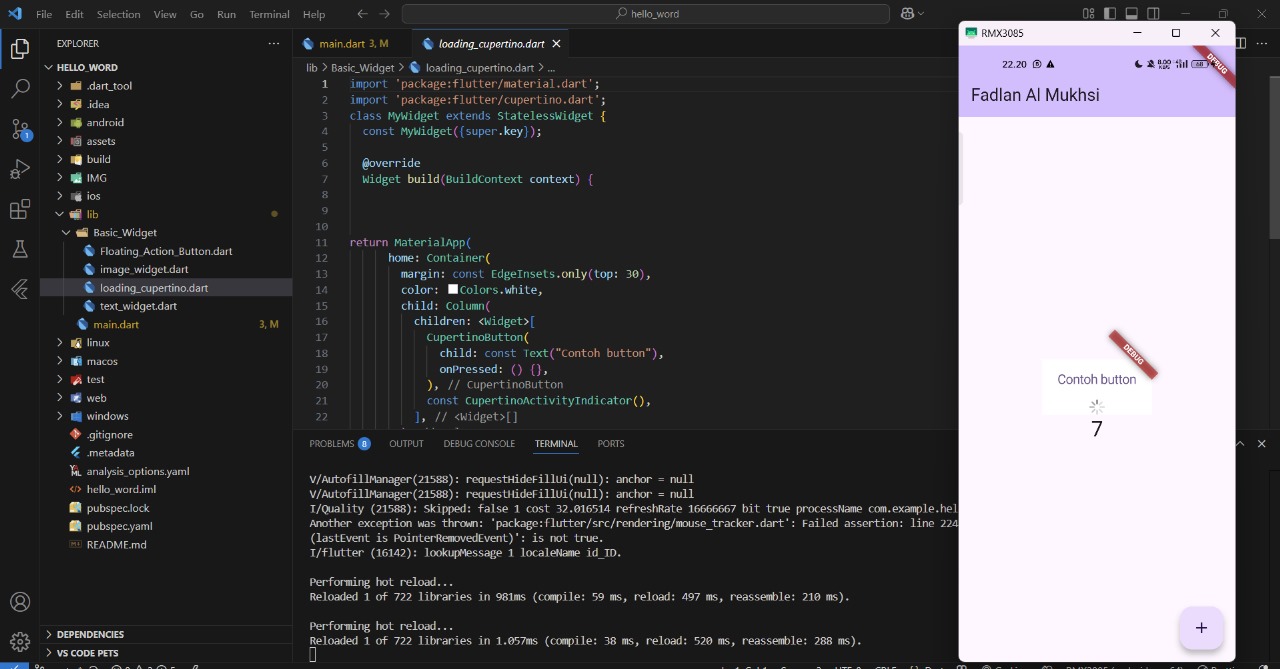 File Edit Selection View Go Run Terminal Help
hello_word
EXPLORER
HELLO_WORD
.dart_tool
.idea
android
assets
build
IMG
ios
lib
Basic_Widget
Floating_Action_Button.dart
image_widget.dart
loading_cupertino.dart
text_widget.dart
main.dart 3, M
linux
macos
test
web
windows
.gitignore
.metadata
analysis_options.yaml
hello_word.iml
pubspec.lock
pubspec.yaml
README.md
DEPENDENCIES
VS CODE PETS
1
main.dart 3, M
loading_cupertino.dart
lib > Basic_Widget > loading_cupertino.dart > ...
1 import 'package:flutter/material.dart';
2 import 'package:flutter/cupertino.dart';
3 class MyWidget extends StatelessWidget {
4 const MyWidget({super.key});
5
6 @override
7 Widget build(BuildContext context) {
8
9
10
11 return MaterialApp(
12 home: Container(
13 margin: const EdgeInsets.only(top: 30),
14 color: Colors.white,
15 child: Column(
16 children: <Widget>[
17 CupertinoButton(
18 child: const Text("Contoh button"),
19 onPressed: () {},
20 ), // CupertinoButton
21 const CupertinoActivityIndicator(),
22 ], // <Widget>[]
PROBLEMS 8 OUTPUT DEBUG CONSOLE TERMINAL PORTS
V/AutofillManager(21588): requestHideFillUi(null): anchor = null
V/AutofillManager(21588): requestHideFillUi(null): anchor = null
I/Quality (21588): Skipped: false 1 cost 32.016514 refreshRate 16666667 bit true processName com.example.hel
Another exception was thrown: 'package:flutter/src/rendering/mouse_tracker.dart': Failed assertion: line 224
(lastEvent is PointerRemovedEvent)': is not true.
I/flutter (16142): lookupMessage 1 localeName id_ID.
Performing hot reload...
Reloaded 1 of 722 libraries in 981ms (compile: 59 ms, reload: 497 ms, reassemble: 210 ms).
Performing hot reload...
Reloaded 1 of 722 libraries in 1.057ms (compile: 38 ms, reload: 520 ms, reassemble: 288 ms).
RMX3085
22.20
DEBUG
Fadlan Al Mukhsi
DEBUG
Contoh button
7
+